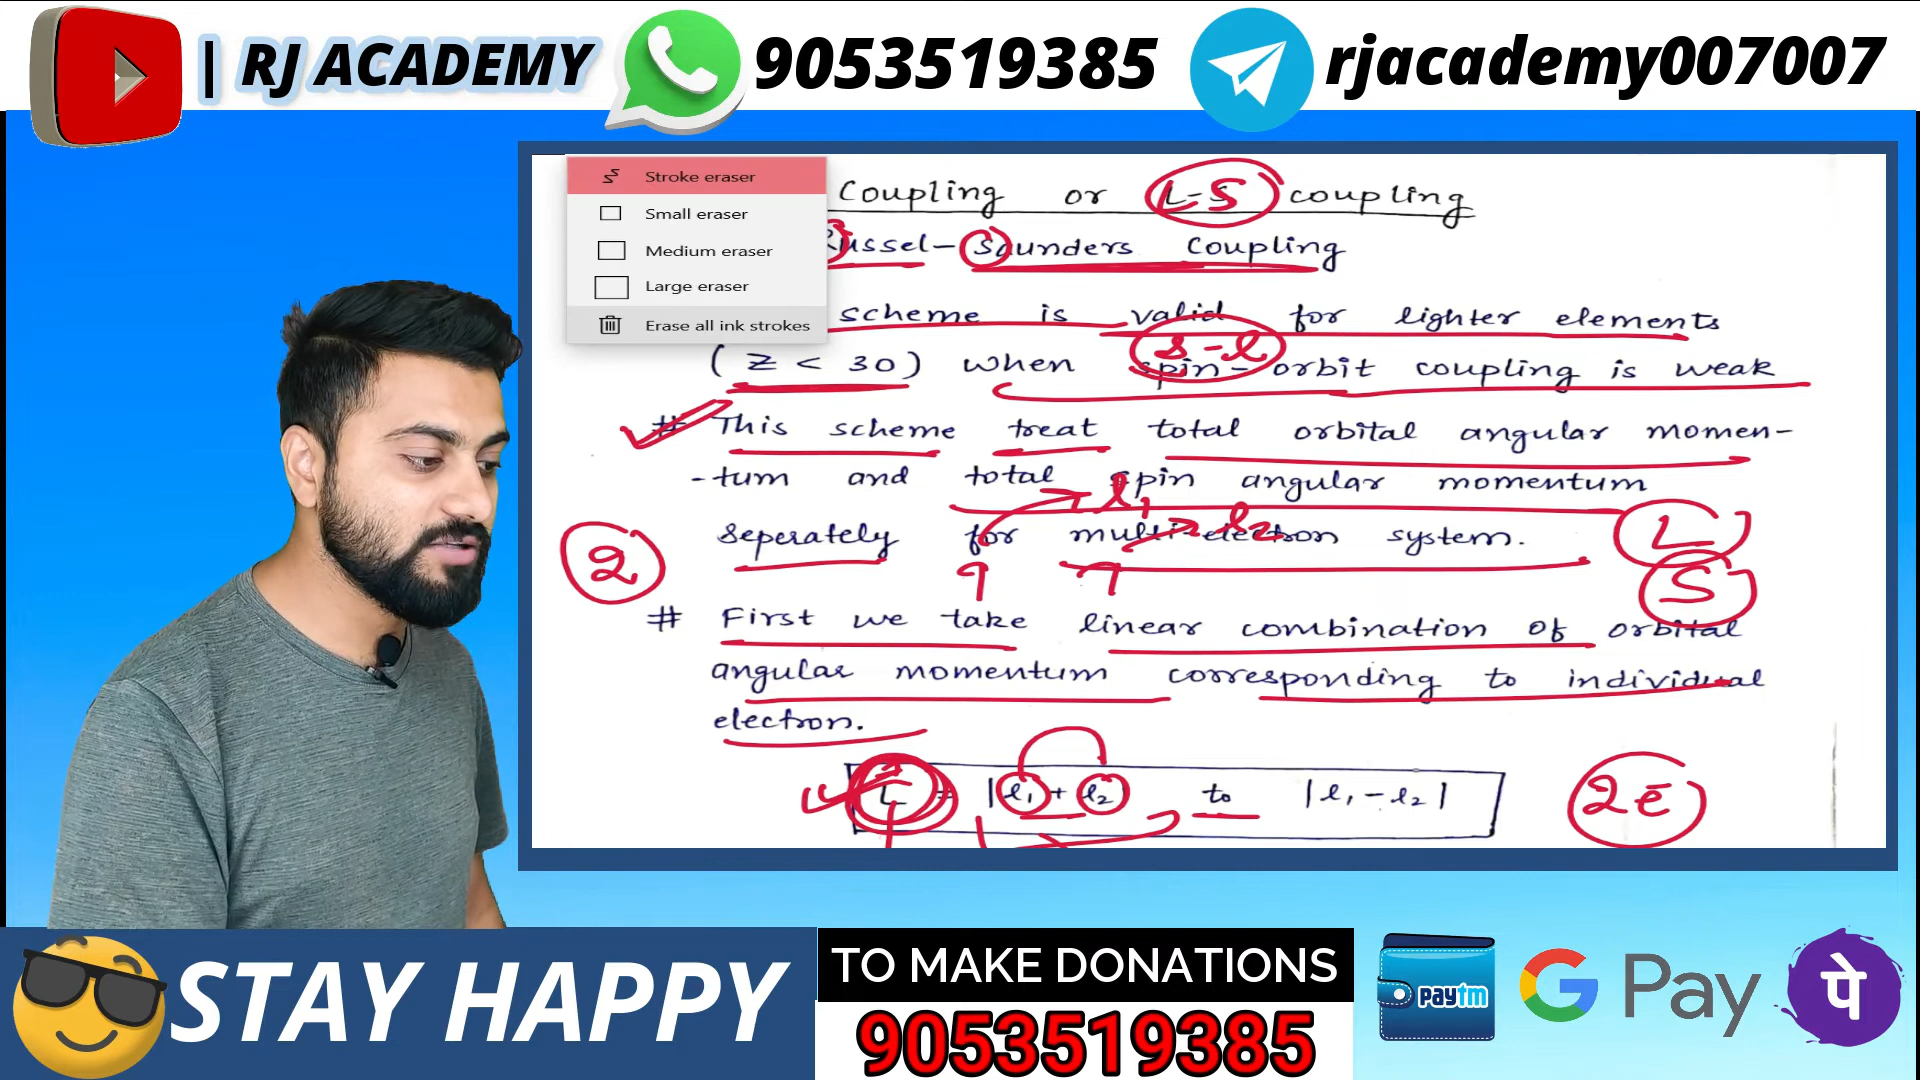 | RJ ACADEMY
9053519385
rjacademy007007
Stroke eraser
Small eraser
Medium eraser
Large eraser
Erase all ink strokes
Coupling or L-S coupling
Russel-Saunders Coupling
scheme is valid for lighter elements
s-l
( Z < 30 ) when spin-orbit coupling is weak
# This scheme treat total orbital angular momen-
-tum and total spin angular momentum
l₁
l₂
Seperately for multi-electron system.
L
S
2
1 1
# First we take linear combination of orbital
angular momentum corresponding to individual
electron.
L = |l₁ + l₂| to |l₁ - l₂|
2e⁻
STAY HAPPY
TO MAKE DONATIONS
9053519385
paytm
G Pay
पे